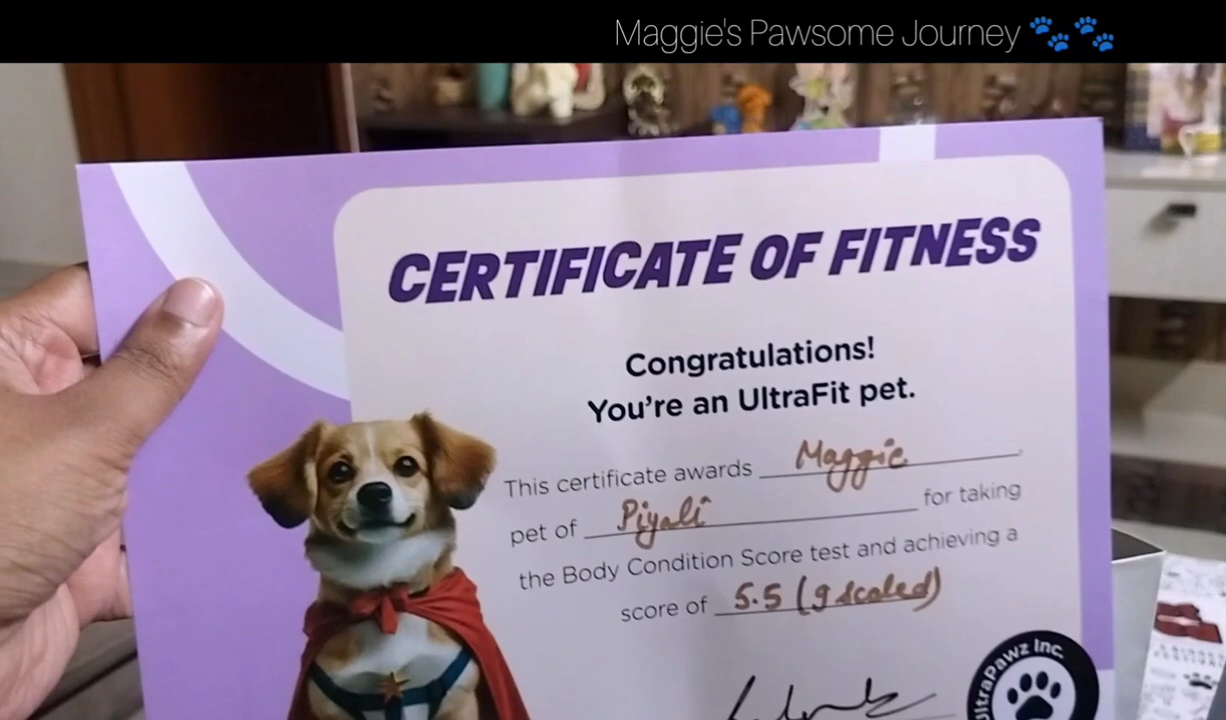 Maggie's Pawsome Journey 🐾🐾
CERTIFICATE OF FITNESS
Congratulations!
You're an UltraFit pet.
This certificate awards Maggie
pet of Piyali for taking
the Body Condition Score test and achieving a
score of 5.5 (9 scaled)
UltraPawz Inc.